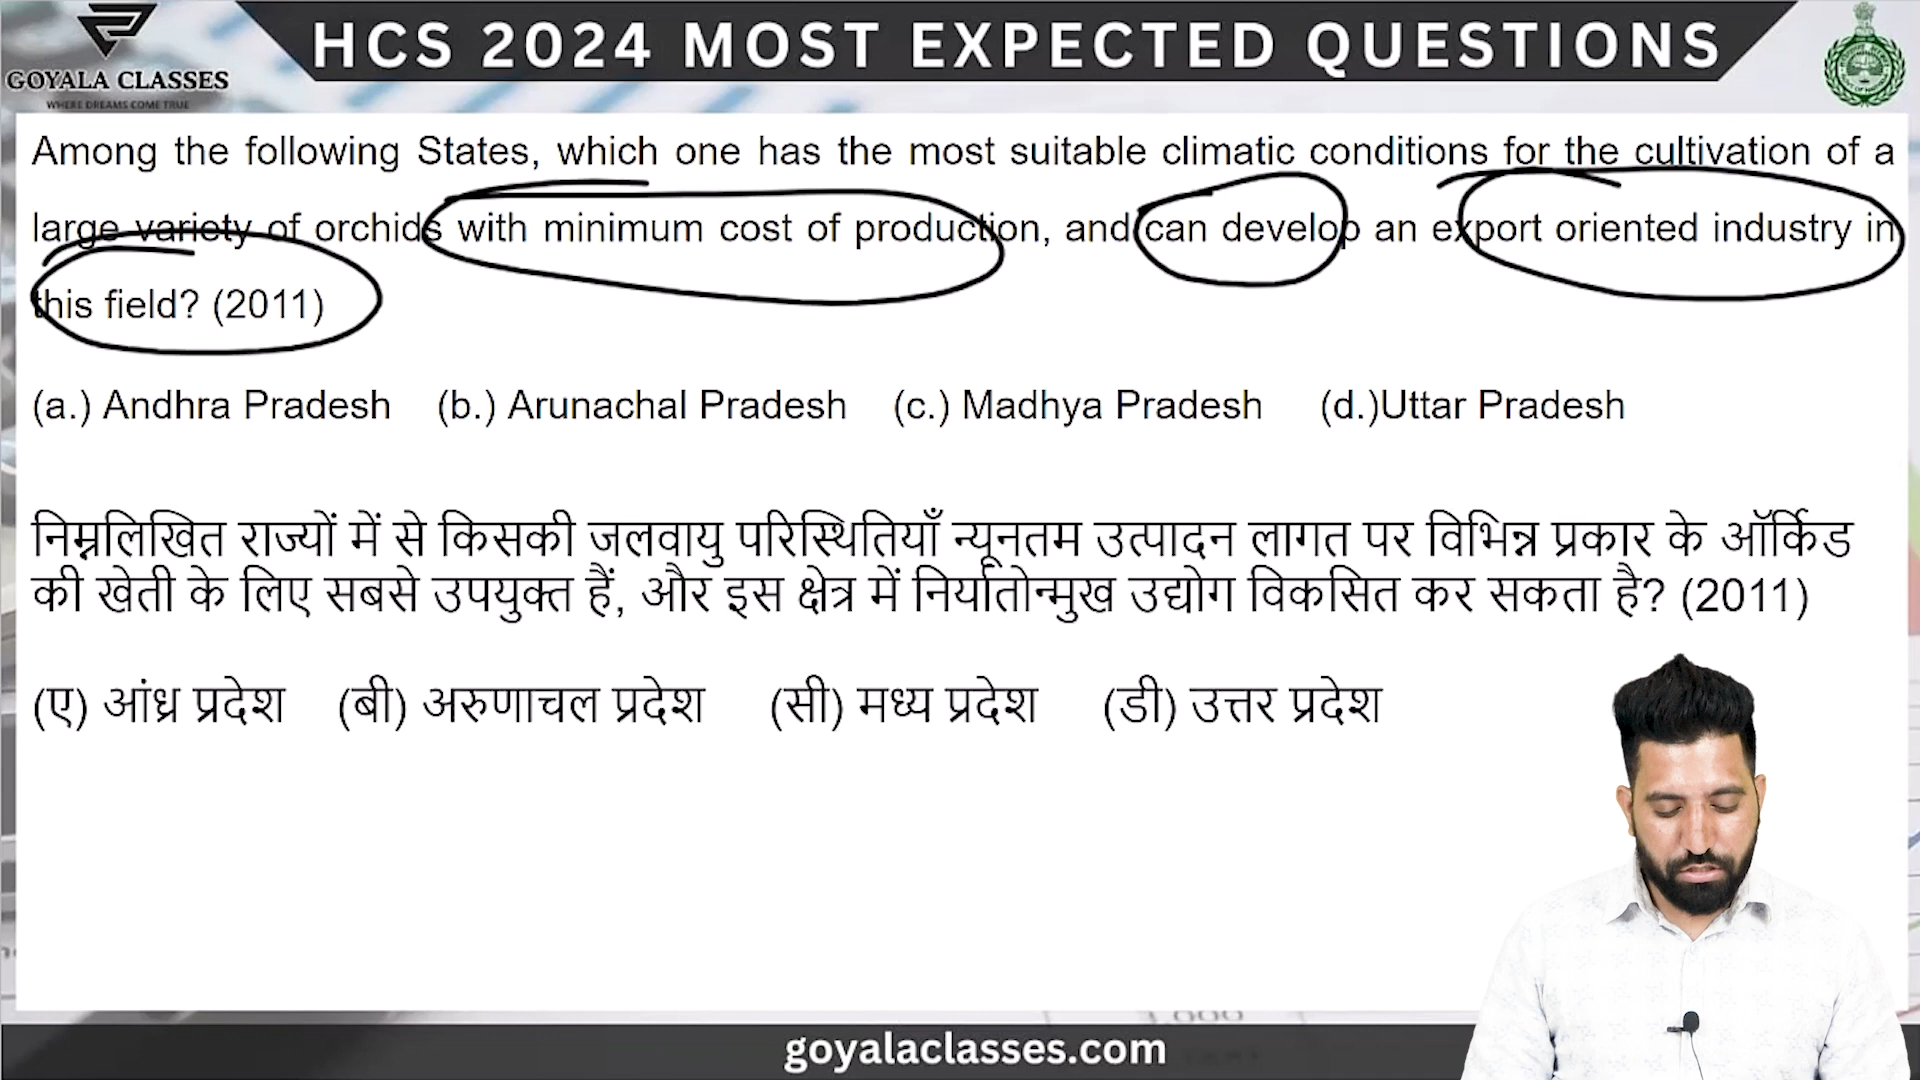 HCS 2024 MOST EXPECTED QUESTIONS
GOYALA CLASSES
WHERE DREAMS COME TRUE
Among the following States, which one has the most suitable climatic conditions for the cultivation of a
large variety of orchids with minimum cost of production, and can develop an export oriented industry in
this field? (2011)
(a.) Andhra Pradesh (b.) Arunachal Pradesh (c.) Madhya Pradesh (d.)Uttar Pradesh
निम्नलिखित राज्यों में से किसकी जलवायु परिस्थितियाँ न्यूनतम उत्पादन लागत पर विभिन्न प्रकार के ऑर्किड
की खेती के लिए सबसे उपयुक्त हैं, और इस क्षेत्र में निर्यातोन्मुख उद्योग विकसित कर सकता है? (2011)
(ए) आंध्र प्रदेश (बी) अरुणाचल प्रदेश (सी) मध्य प्रदेश (डी) उत्तर प्रदेश
1,000
goyalaclasses.com